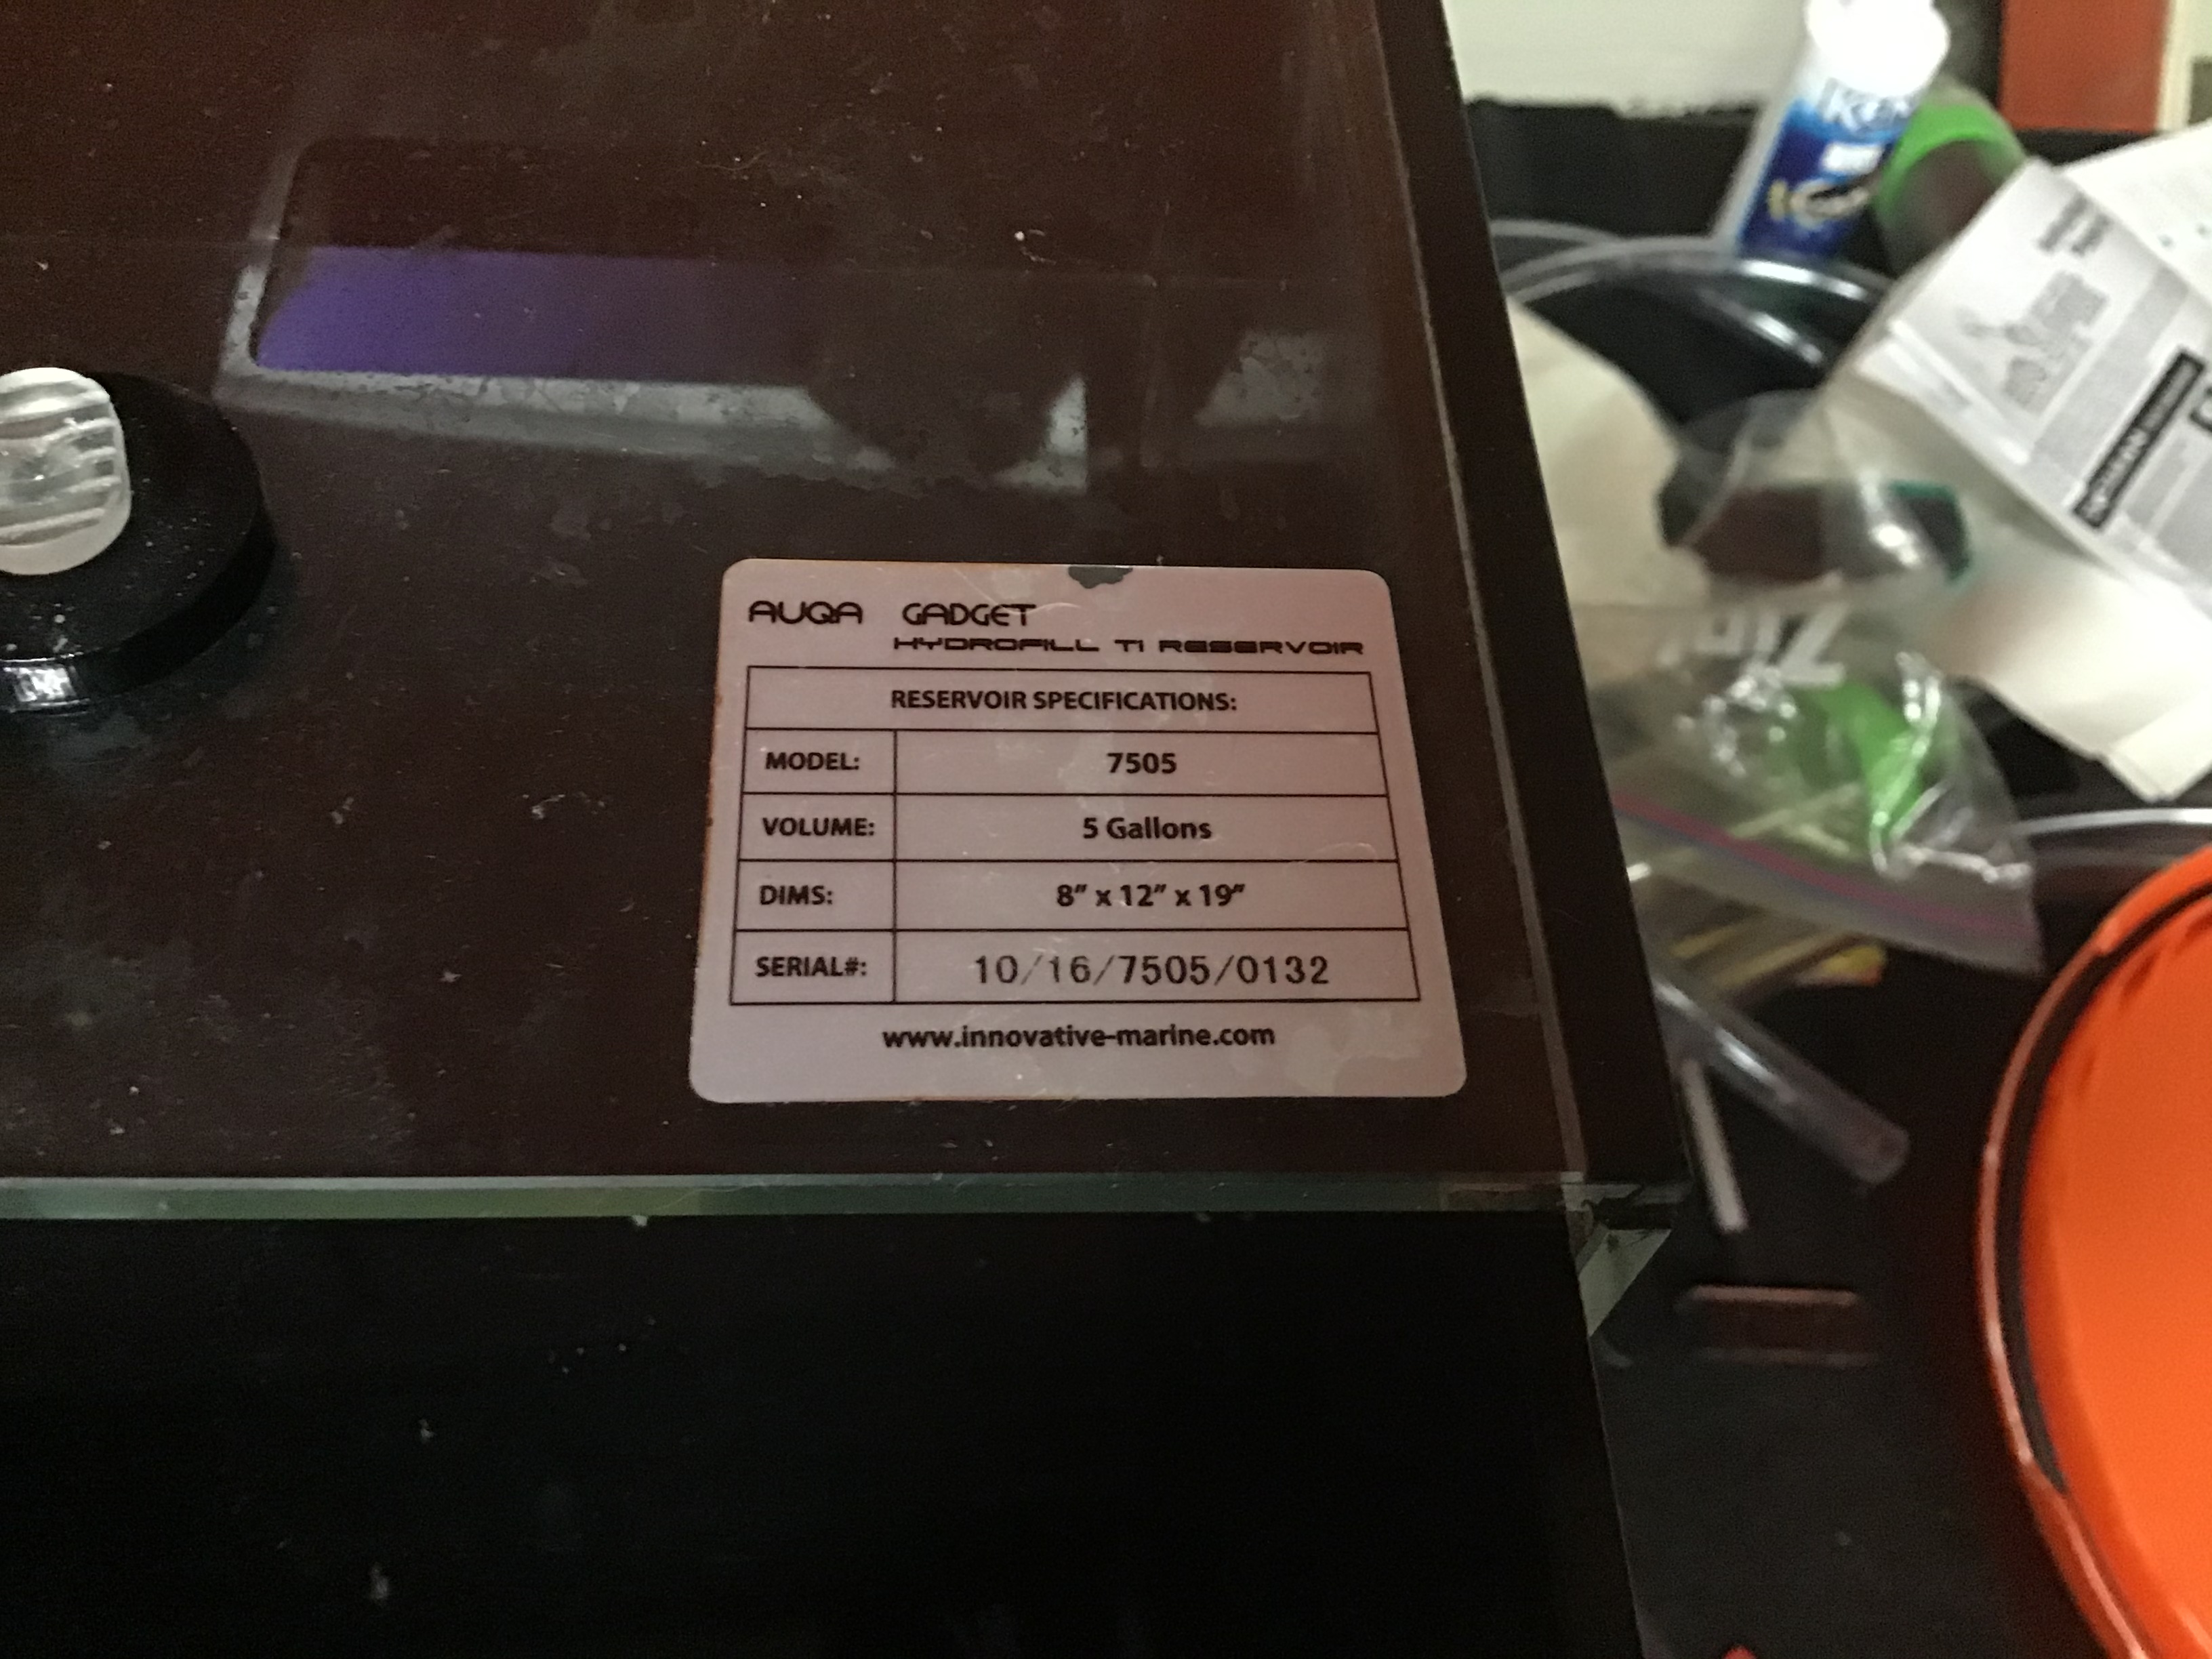 AUQA GADGET
HYDROFILL TI RESERVOIR
RESERVOIR SPECIFICATIONS:
MODEL: 7505
VOLUME: 5 Gallons
DIMS: 8" x 12" x 19"
SERIAL#: 10/16/7505/0132
www.innovative-marine.com